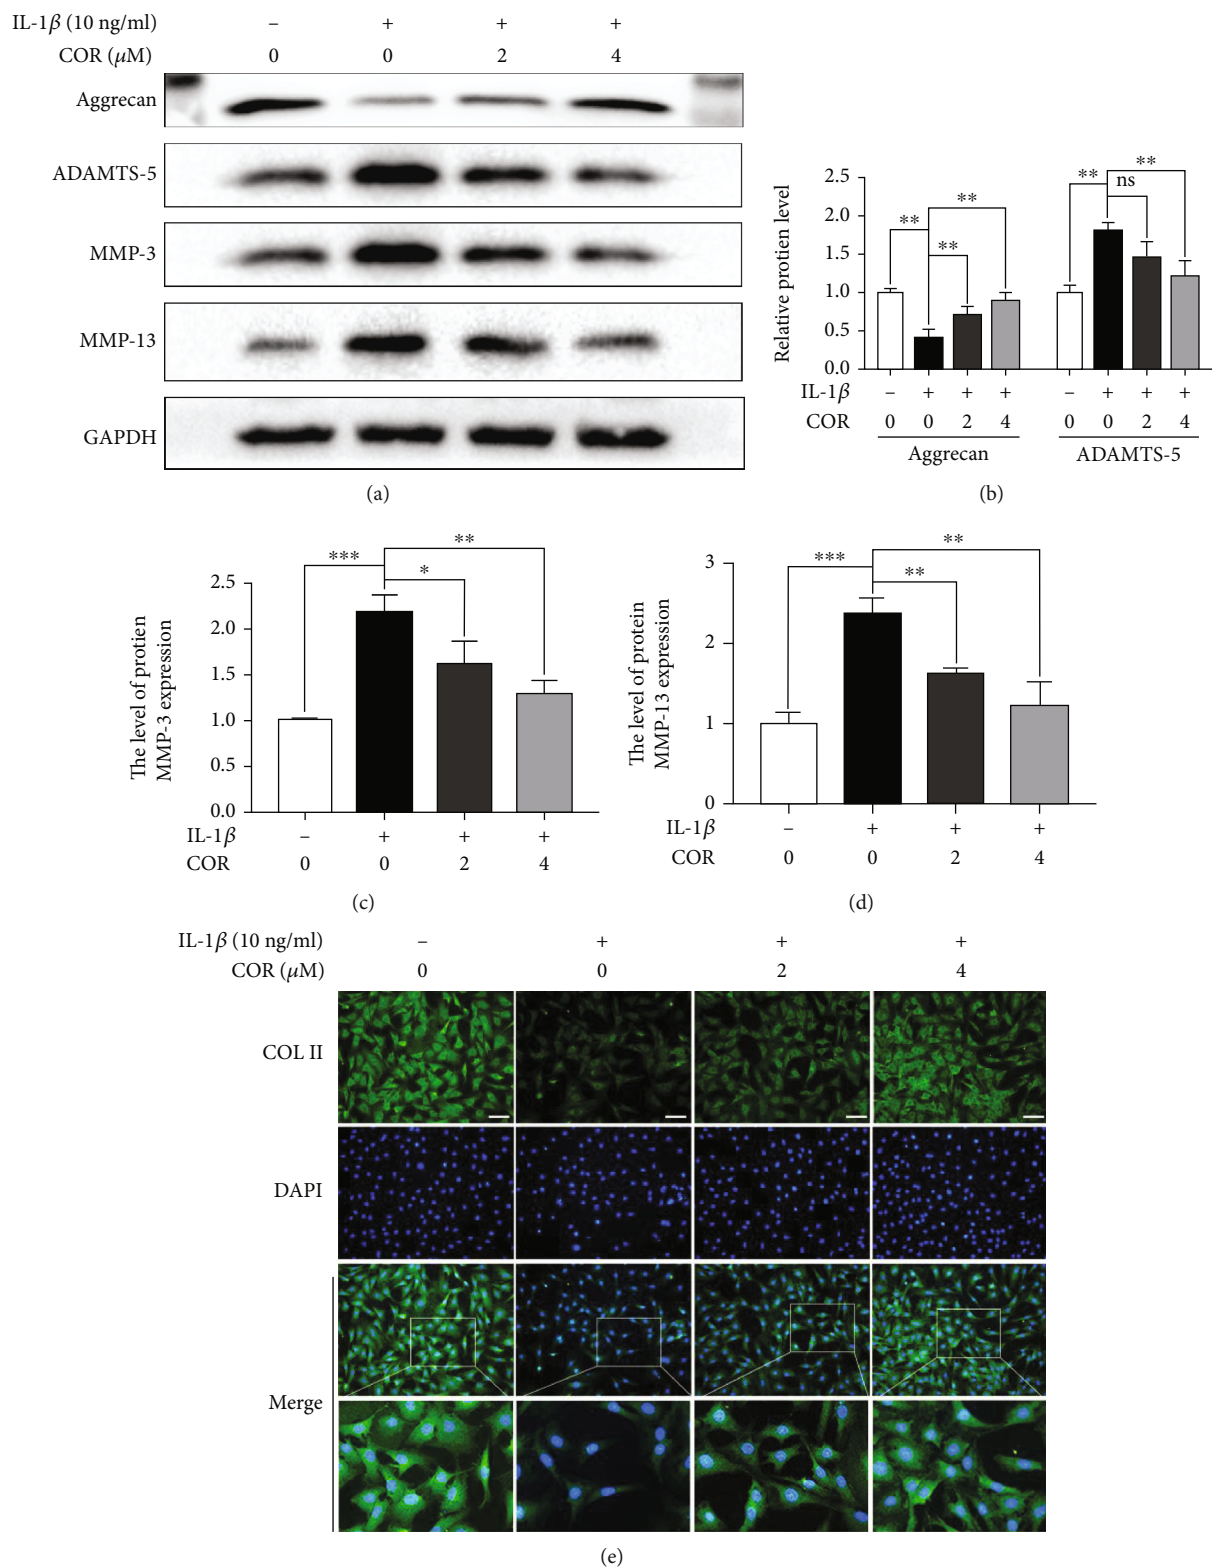 IL-1β (10 ng/ml) – + + +
COR (μM) 0 0 2 4
Aggrecan
ADAMTS-5
MMP-3
MMP-13
GAPDH
(a)
Relative protien level
2.5
2.0
1.5
1.0
0.5
0.0
** ** ** ** ns **
IL-1β – + + + – + + +
COR 0 0 2 4 0 0 2 4
Aggrecan ADAMTS-5
(b)
The level of protien
MMP-3 expression
2.5
2.0
1.5
1.0
0.5
0.0
*** * **
IL-1β – + + +
COR 0 0 2 4
(c)
The level of protein
MMP-13 expression
3
2
1
0
*** ** **
IL-1β – + + +
COR 0 0 2 4
(d)
IL-1β (10 ng/ml) – + + +
COR (μM) 0 0 2 4
COL II
DAPI
Merge
(e)